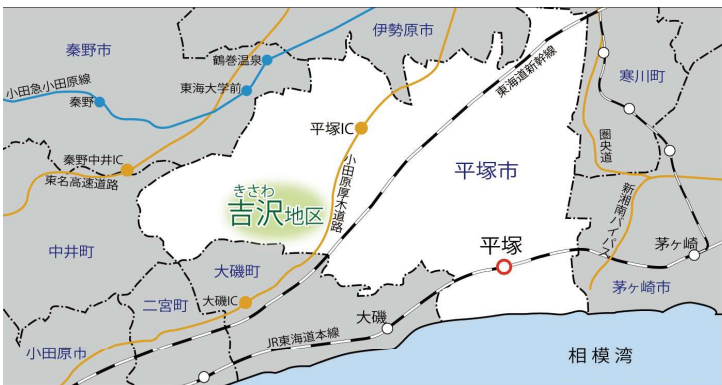 伊勢原市
秦野市
鶴巻温泉
東海道新幹線
小田急小田原線
東海大学前
寒川町
秦野
平塚IC
圏央道
秦野中井IC
小田原厚木道路
平塚市
東名高速道路
きさわ
吉沢地区
新湘南バイパス
中井町
大磯町
平塚
茅ヶ崎
二宮町
大磯IC
茅ヶ崎市
大磯
小田原市
JR東海道本線
相模湾